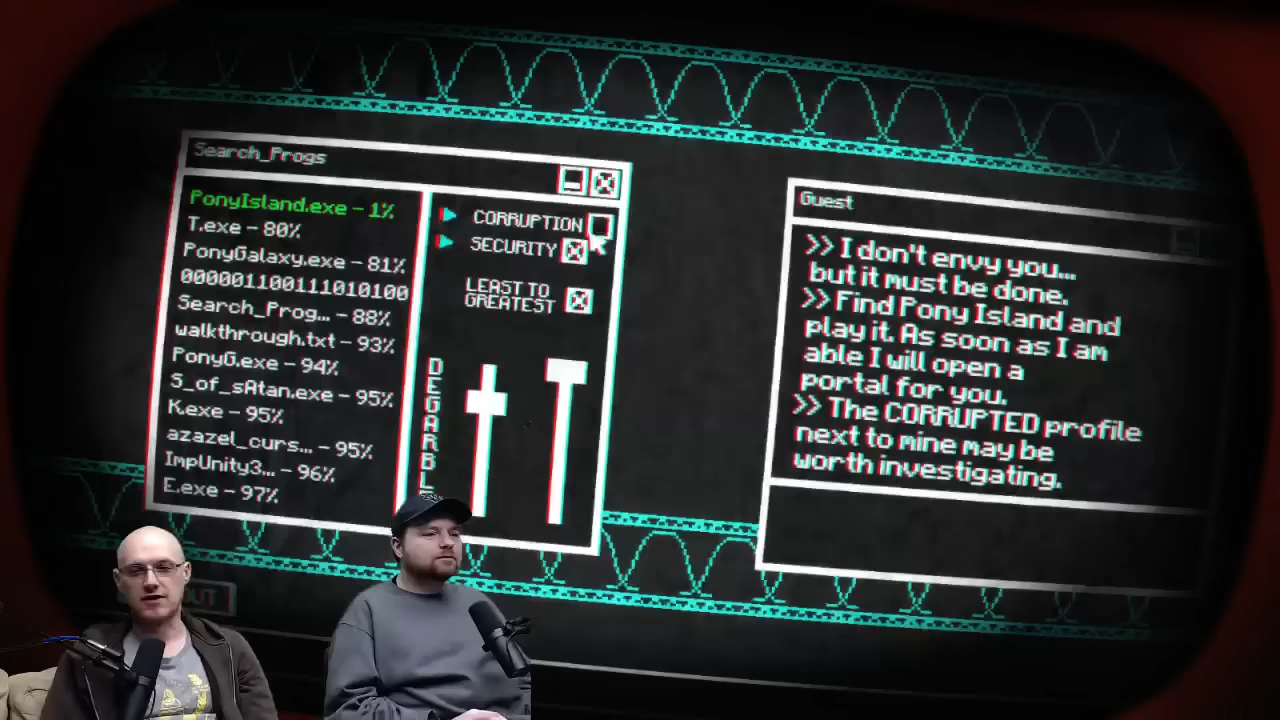 Search_Progs
PonyIsland.exe - 1%
T.exe - 80%
PonyGalaxy.exe - 81%
0000011001110101000
Search_Prog... - 88%
walkthrough.txt - 93%
PonyG.exe - 94%
S_of_sAtan.exe - 95%
K.exe - 95%
azazel_curs... - 95%
ImpUnity3... - 96%
E.exe - 97%
CORRUPTION
SECURITY
LEAST TO
GREATEST
DEGARBLE
Guest
>> I don't envy you...
but it must be done.
>> Find Pony Island and
play it. As soon as I am
able I will open a
portal for you.
>> The CORRUPTED profile
next to mine may be
worth investigating.
UT